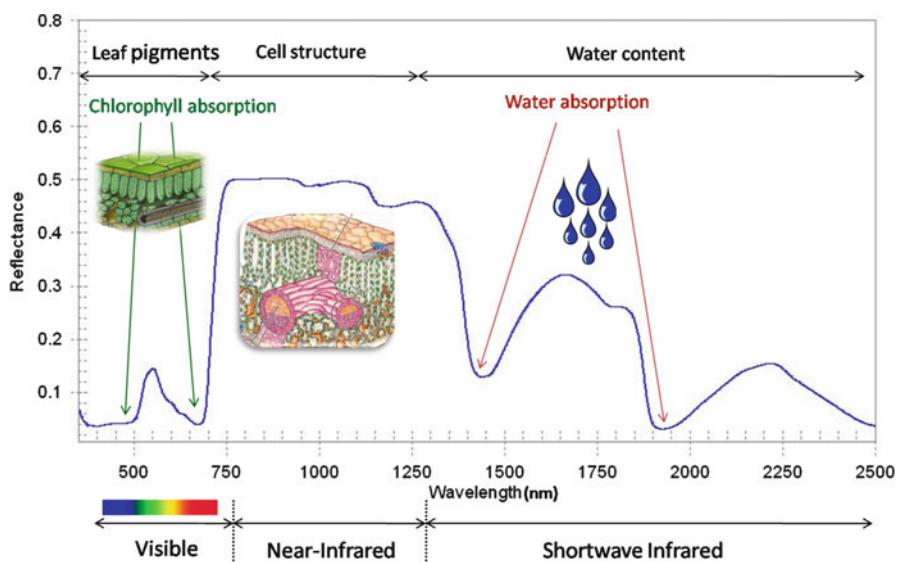 Leaf pigments
Cell structure
Water content
Chlorophyll absorption
Water absorption
Reflectance
0.8
0.7
0.6
0.5
0.4
0.3
0.2
0.1
500
750
1000
1250
1500
1750
2000
2250
2500
Wavelength(nm)
Visible
Near-Infrared
Shortwave Infrared